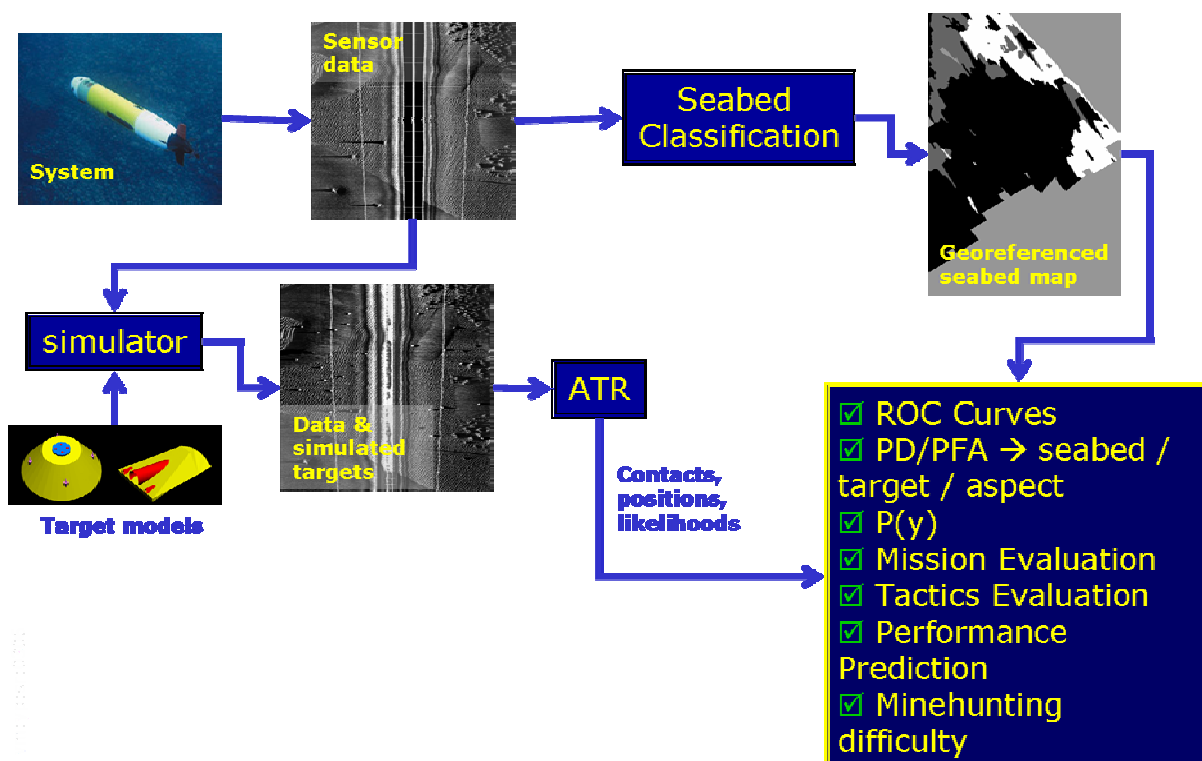 Sensor
data
System
Seabed
Classification
Georeferenced
seabed map
simulator
Data &
simulated
targets
ATR
Target models
Contacts,
positions,
likelihoods
☑ ROC Curves
☑ PD/PFA → seabed /
target / aspect
☑ P(y)
☑ Mission Evaluation
☑ Tactics Evaluation
☑ Performance
Prediction
☑ Minehunting
difficulty